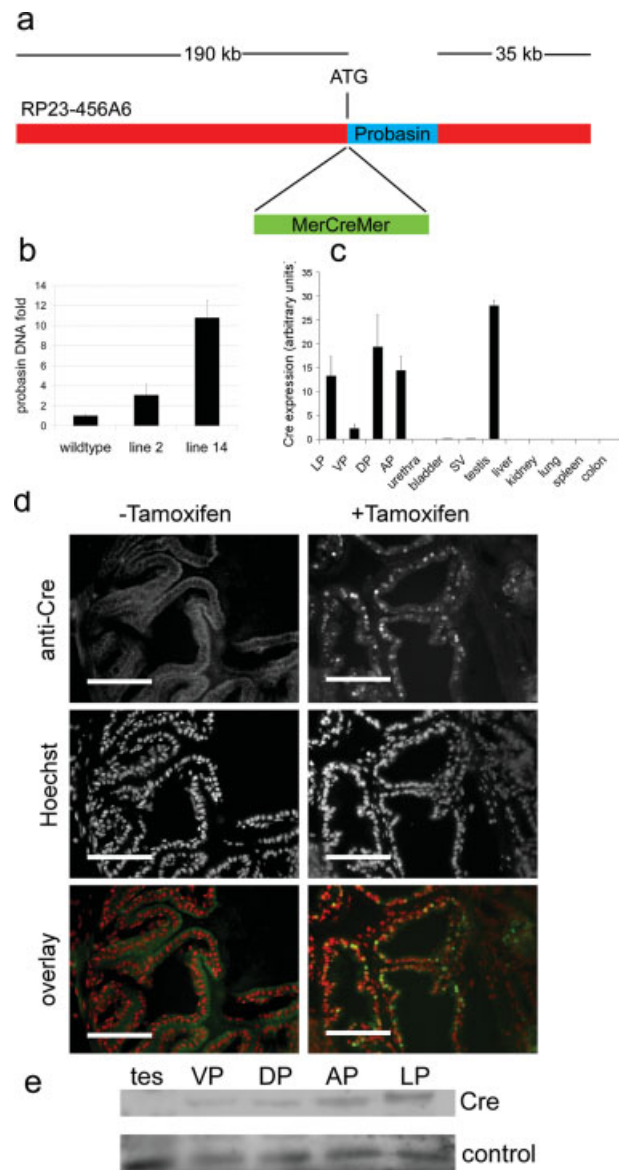 a
190 kb
35 kb
ATG
RP23-456A6
Probasin
MerCreMer
b
probasin DNA fold
14
12
10
8
6
4
2
0
wildtype line 2 line 14
c
Cre expression (arbitrary units)
35
30
25
20
15
10
5
0
LP VP DP AP urethra bladder SV testis liver kidney lung spleen colon
d
-Tamoxifen +Tamoxifen
anti-Cre
Hoechst
overlay
e
tes VP DP AP LP
Cre
control